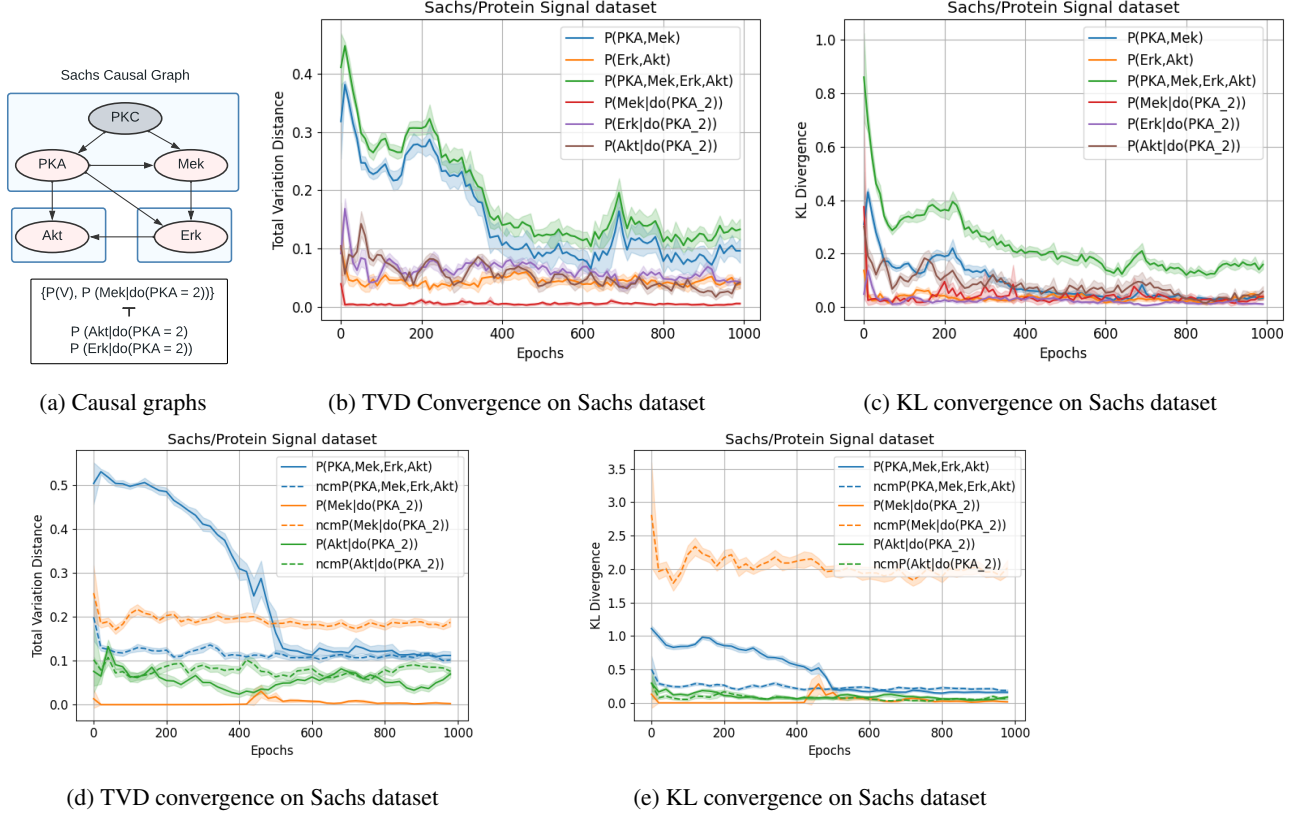 Sachs Causal Graph
PKC
PKA
Mek
Akt
Erk
{P(V), P (Mek|do(PKA = 2))}
P (Akt|do(PKA = 2)
P (Erk|do(PKA = 2))
(a) Causal graphs
Sachs/Protein Signal dataset
Total Variation Distance
0.4
0.3
0.2
0.1
0.0
0
200
400
600
800
1000
Epochs
P(PKA,Mek)
P(Erk,Akt)
P(PKA,Mek,Erk,Akt)
P(Mek|do(PKA_2))
P(Erk|do(PKA_2))
P(Akt|do(PKA_2))
(b) TVD Convergence on Sachs dataset
Sachs/Protein Signal dataset
KL Divergence
1.0
0.8
0.6
0.4
0.2
0.0
0
200
400
600
800
1000
Epochs
P(PKA,Mek)
P(Erk,Akt)
P(PKA,Mek,Erk,Akt)
P(Mek|do(PKA_2))
P(Erk|do(PKA_2))
P(Akt|do(PKA_2))
(c) KL convergence on Sachs dataset
Sachs/Protein Signal dataset
Total Variation Distance
0.5
0.4
0.3
0.2
0.1
0.0
0
200
400
600
800
1000
Epochs
P(PKA,Mek,Erk,Akt)
ncmP(PKA,Mek,Erk,Akt)
P(Mek|do(PKA_2))
ncmP(Mek|do(PKA_2))
P(Akt|do(PKA_2))
ncmP(Akt|do(PKA_2))
(d) TVD convergence on Sachs dataset
Sachs/Protein Signal dataset
KL Divergence
3.5
3.0
2.5
2.0
1.5
1.0
0.5
0.0
0
200
400
600
800
1000
Epochs
P(PKA,Mek,Erk,Akt)
ncmP(PKA,Mek,Erk,Akt)
P(Mek|do(PKA_2))
ncmP(Mek|do(PKA_2))
P(Akt|do(PKA_2))
ncmP(Akt|do(PKA_2))
(e) KL convergence on Sachs dataset